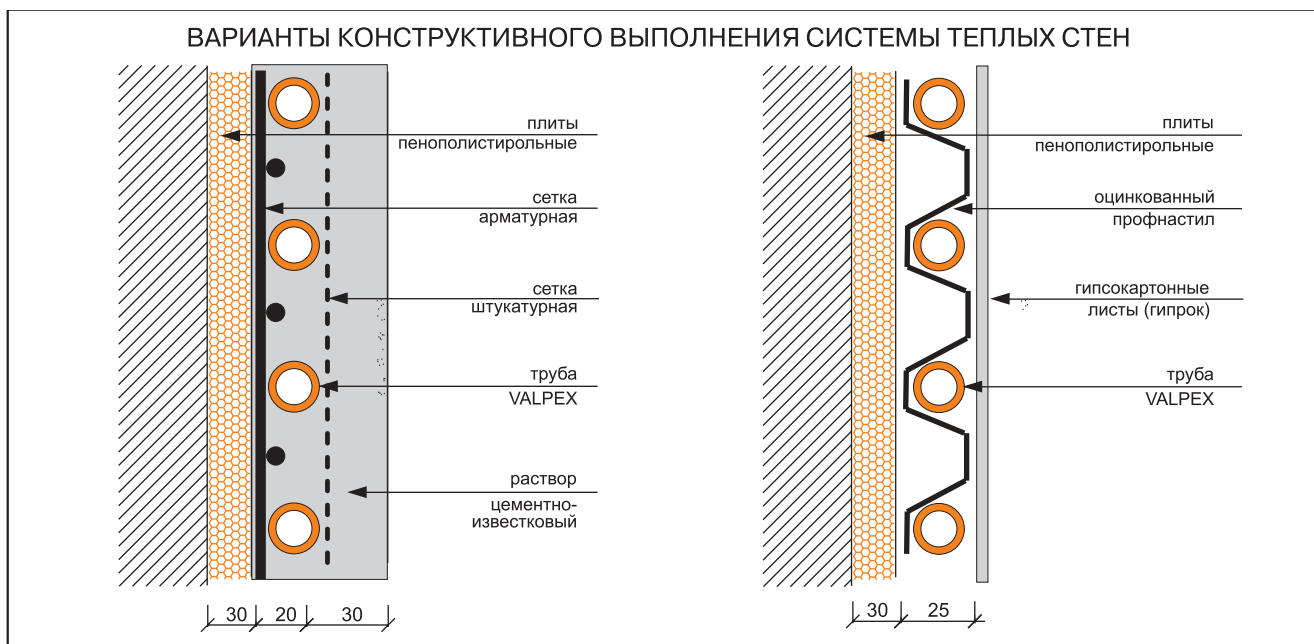 ВАРИАНТЫ КОНСТРУКТИВНОГО ВЫПОЛНЕНИЯ СИСТЕМЫ ТЕПЛЫХ СТЕН
плиты
пенополистирольные
сетка
арматурная
сетка
штукатурная
труба
VALPEX
раствор
цементно-
известковый
30
20
30
плиты
пенополистирольные
оцинкованный
профнастил
гипсокартонные
листы (гипрок)
труба
VALPEX
30
25